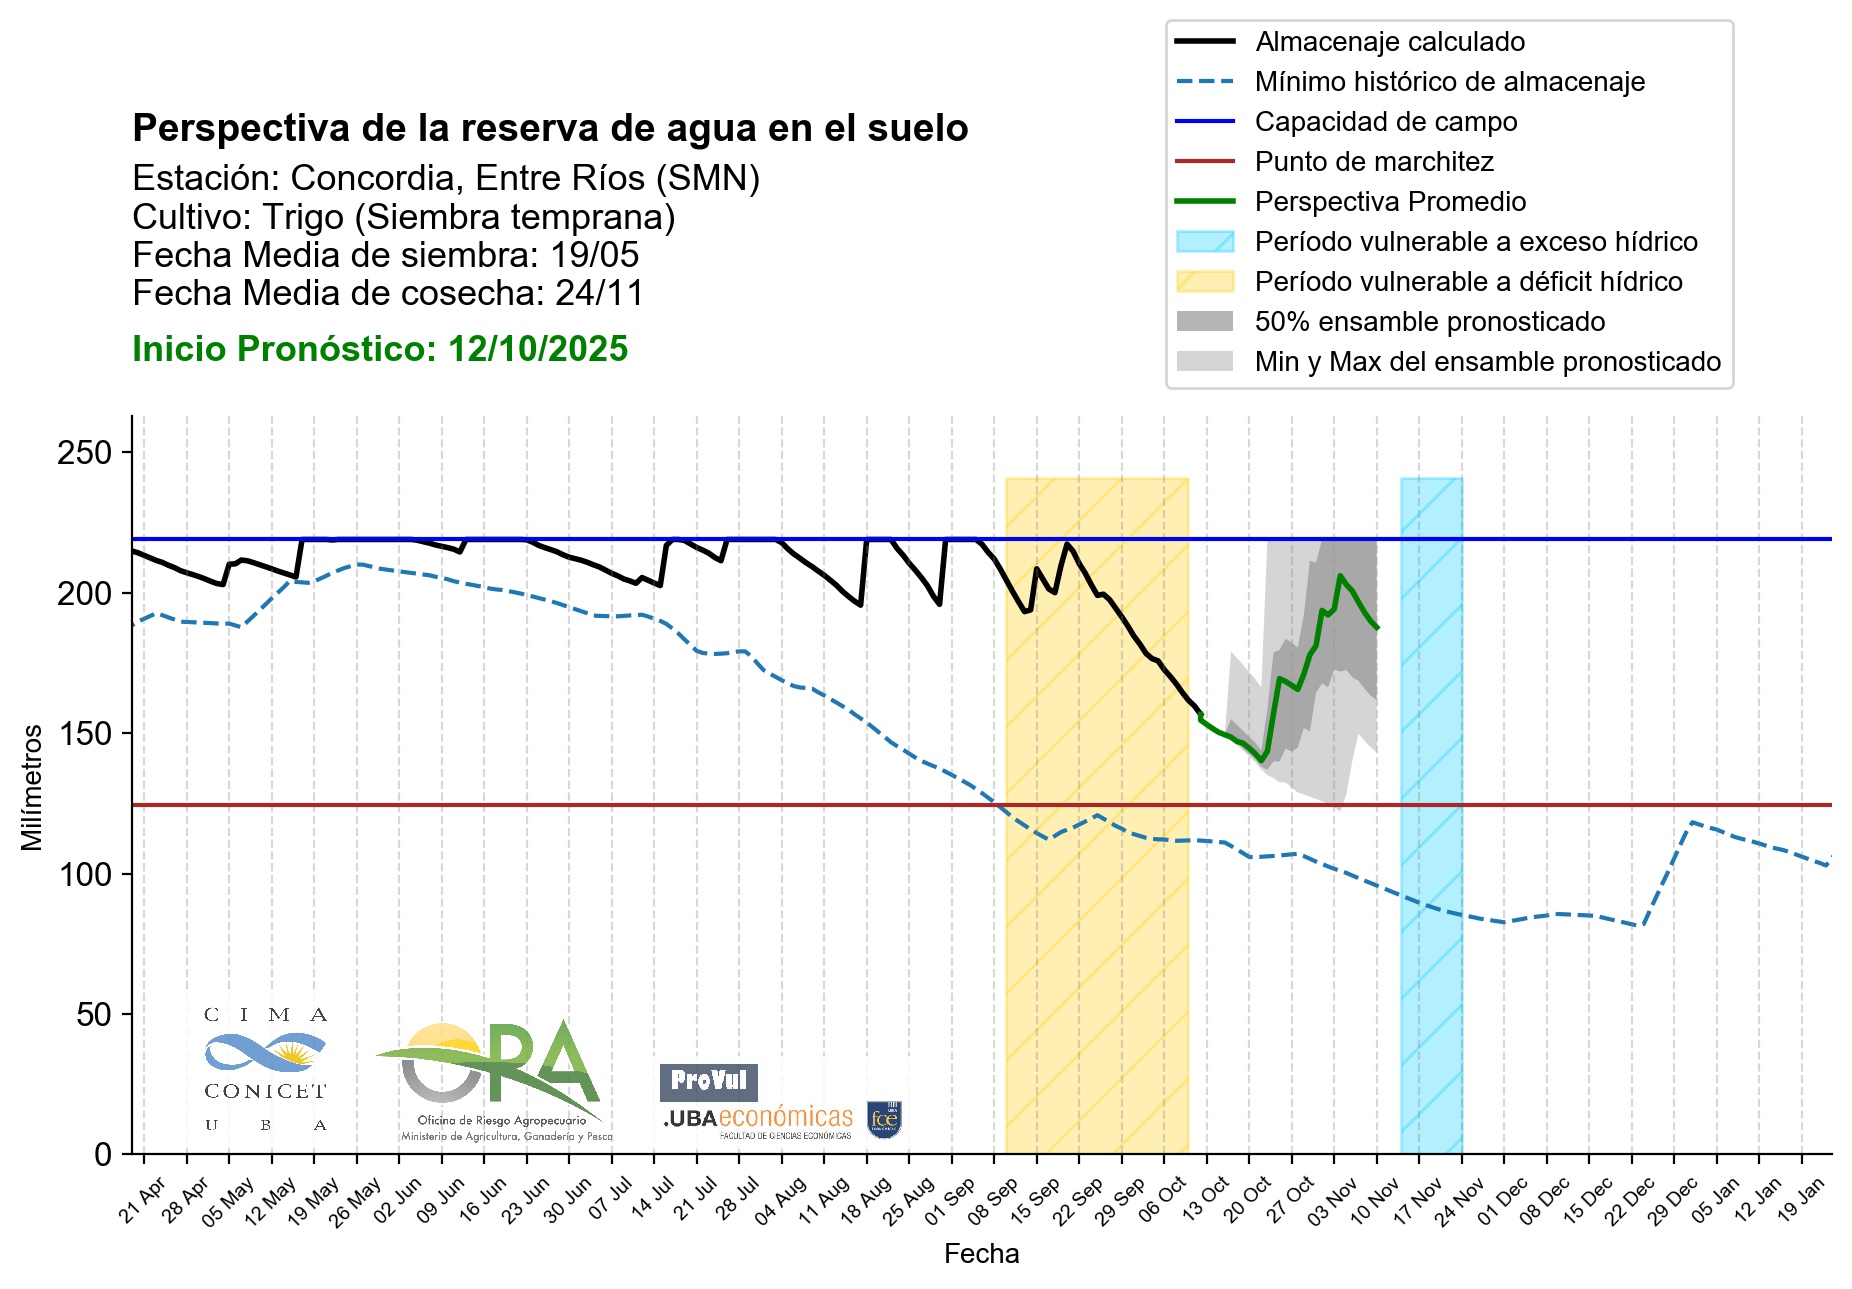 Almacenaje calculado
Mínimo histórico de almacenaje
Capacidad de campo
Punto de marchitez
Perspectiva Promedio
Período vulnerable a exceso hídrico
Período vulnerable a déficit hídrico
50% ensamble pronosticado
Min y Max del ensamble pronosticado
Perspectiva de la reserva de agua en el suelo
Estación: Concordia, Entre Ríos (SMN)
Cultivo: Trigo (Siembra temprana)
Fecha Media de siembra: 19/05
Fecha Media de cosecha: 24/11
Inicio Pronóstico: 12/10/2025
Milímetros
250
200
150
100
50
0
CIMA
CONICET
UBA
ORA
Oficina de Riesgo Agropecuario
Ministerio de Agricultura, Ganadería y Pesca
ProVul
.UBAeconómicas
FACULTAD DE CIENCIAS ECONÓMICAS
fce
21 Apr
28 Apr
05 May
12 May
19 May
26 May
02 Jun
09 Jun
16 Jun
23 Jun
30 Jun
07 Jul
14 Jul
21 Jul
28 Jul
04 Aug
11 Aug
18 Aug
25 Aug
01 Sep
08 Sep
15 Sep
22 Sep
29 Sep
06 Oct
13 Oct
20 Oct
27 Oct
03 Nov
10 Nov
17 Nov
24 Nov
01 Dec
08 Dec
15 Dec
22 Dec
29 Dec
05 Jan
12 Jan
19 Jan
Fecha